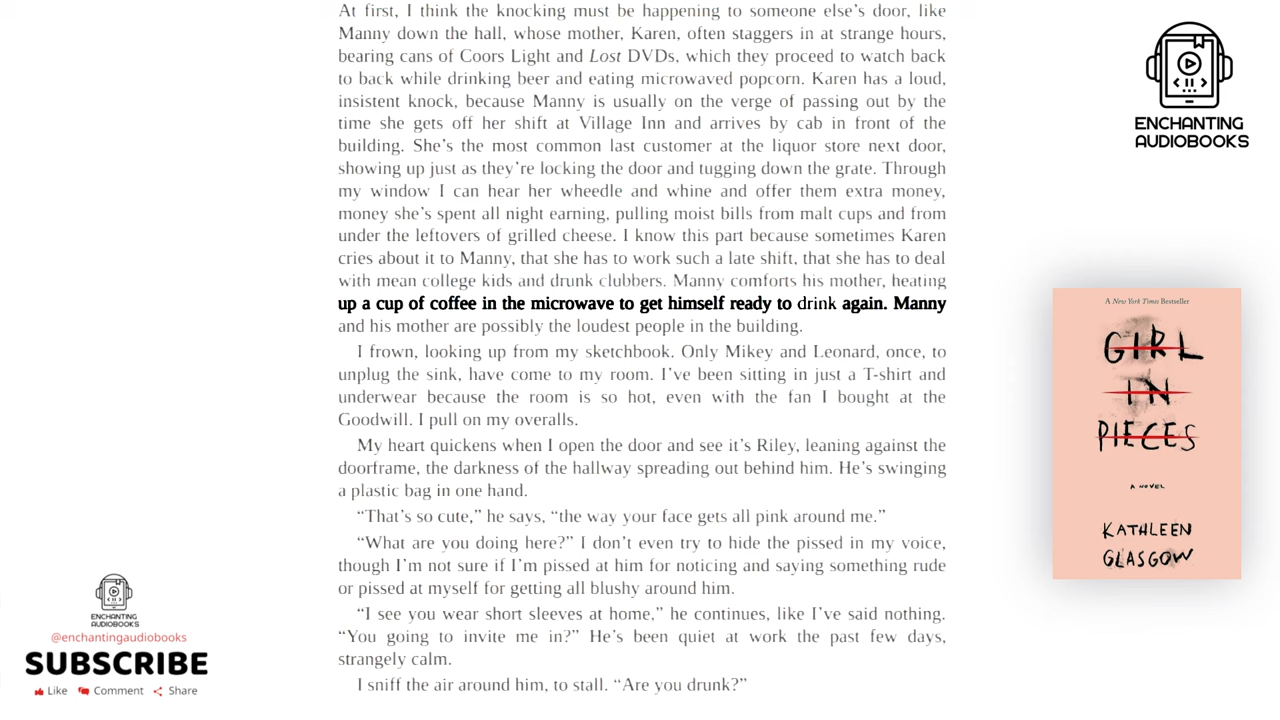 At first, I think the knocking must be happening to someone else's door, like
Manny down the hall, whose mother, Karen, often staggers in at strange hours,
bearing cans of Coors Light and Lost DVDs, which they proceed to watch back
to back while drinking beer and eating microwaved popcorn. Karen has a loud,
insistent knock, because Manny is usually on the verge of passing out by the
time she gets off her shift at Village Inn and arrives by cab in front of the
building. She's the most common last customer at the liquor store next door,
showing up just as they're locking the door and tugging down the grate. Through
my window I can hear her wheedle and whine and offer them extra money,
money she's spent all night earning, pulling moist bills from malt cups and from
under the leftovers of grilled cheese. I know this part because sometimes Karen
cries about it to Manny, that she has to work such a late shift, that she has to deal
with mean college kids and drunk clubbers. Manny comforts his mother, heating
up a cup of coffee in the microwave to get himself ready to drink again. Manny
and his mother are possibly the loudest people in the building.
I frown, looking up from my sketchbook. Only Mikey and Leonard, once, to
unplug the sink, have come to my room. I've been sitting in just a T-shirt and
underwear because the room is so hot, even with the fan I bought at the
Goodwill. I pull on my overalls.
My heart quickens when I open the door and see it's Riley, leaning against the
doorframe, the darkness of the hallway spreading out behind him. He's swinging
a plastic bag in one hand.
"That's so cute," he says, "the way your face gets all pink around me."
"What are you doing here?" I don't even try to hide the pissed in my voice,
though I'm not sure if I'm pissed at him for noticing and saying something rude
or pissed at myself for getting all blushy around him.
"I see you wear short sleeves at home," he continues, like I've said nothing.
"You going to invite me in?" He's been quiet at work the past few days,
strangely calm.
I sniff the air around him, to stall. "Are you drunk?"
ENCHANTING
AUDIOBOOKS
A New York Times Bestseller
GIRL
IN
PIECES
A NOVEL
KATHLEEN
GLASGOW
ENCHANTING
AUDIOBOOKS
@enchantingaudiobooks
SUBSCRIBE
Like Comment Share